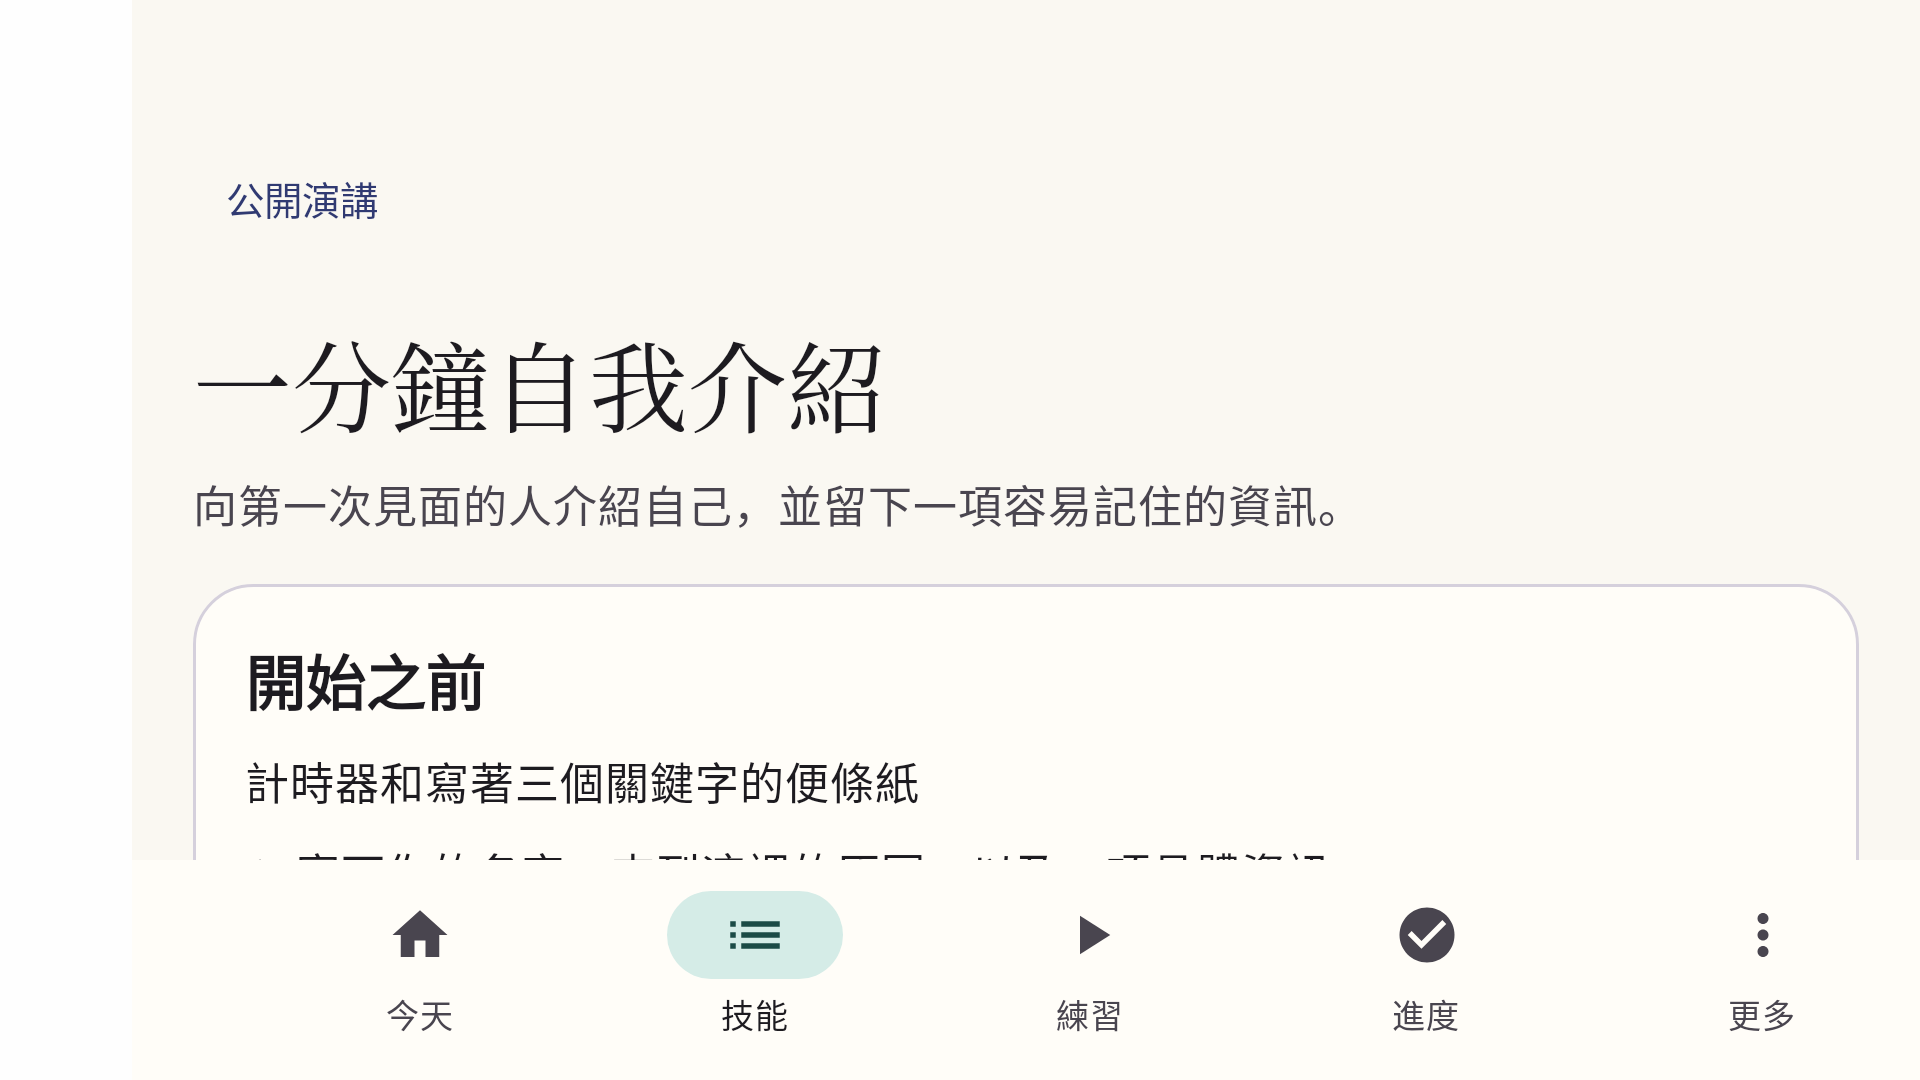 公開演講
一分鐘自我介紹
向第一次見面的人介紹自己，並留下一項容易記住的資訊。
開始之前
計時器和寫著三個關鍵字的便條紙
今天
技能
練習
進度
更多